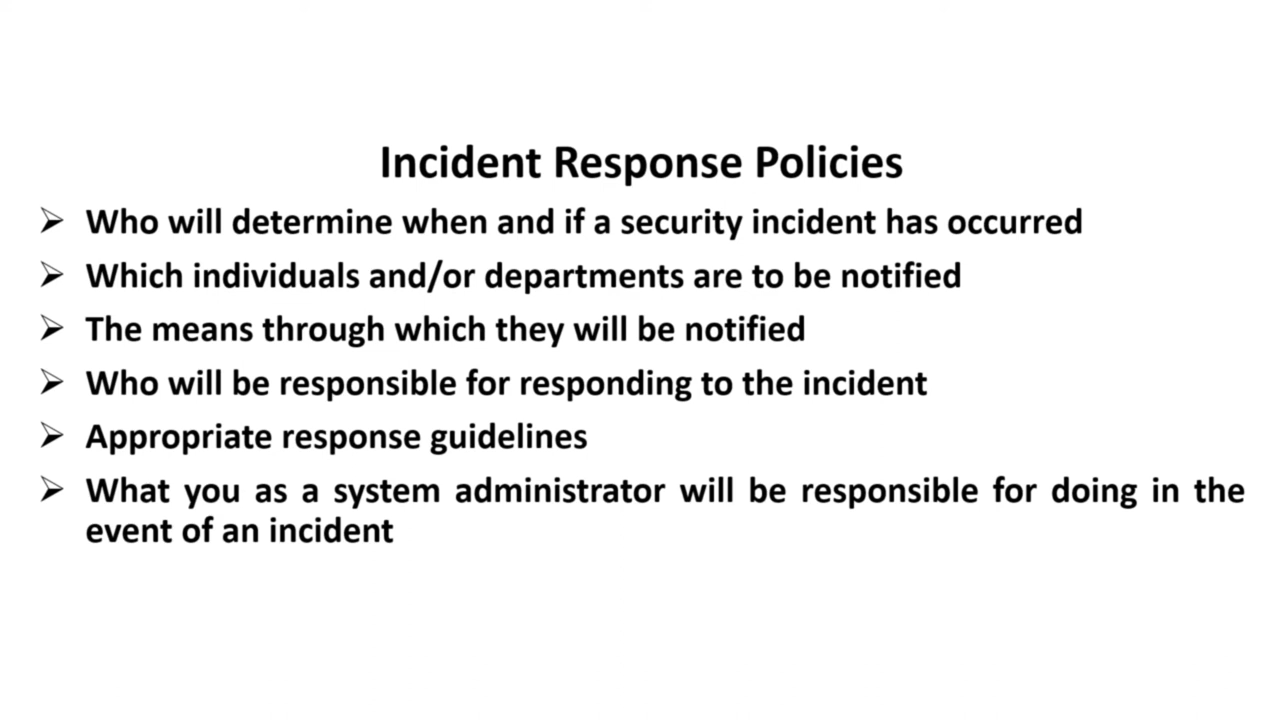 Incident Response Policies
➢ Who will determine when and if a security incident has occurred
➢ Which individuals and/or departments are to be notified
➢ The means through which they will be notified
➢ Who will be responsible for responding to the incident
➢ Appropriate response guidelines
➢ What you as a system administrator will be responsible for doing in the
event of an incident